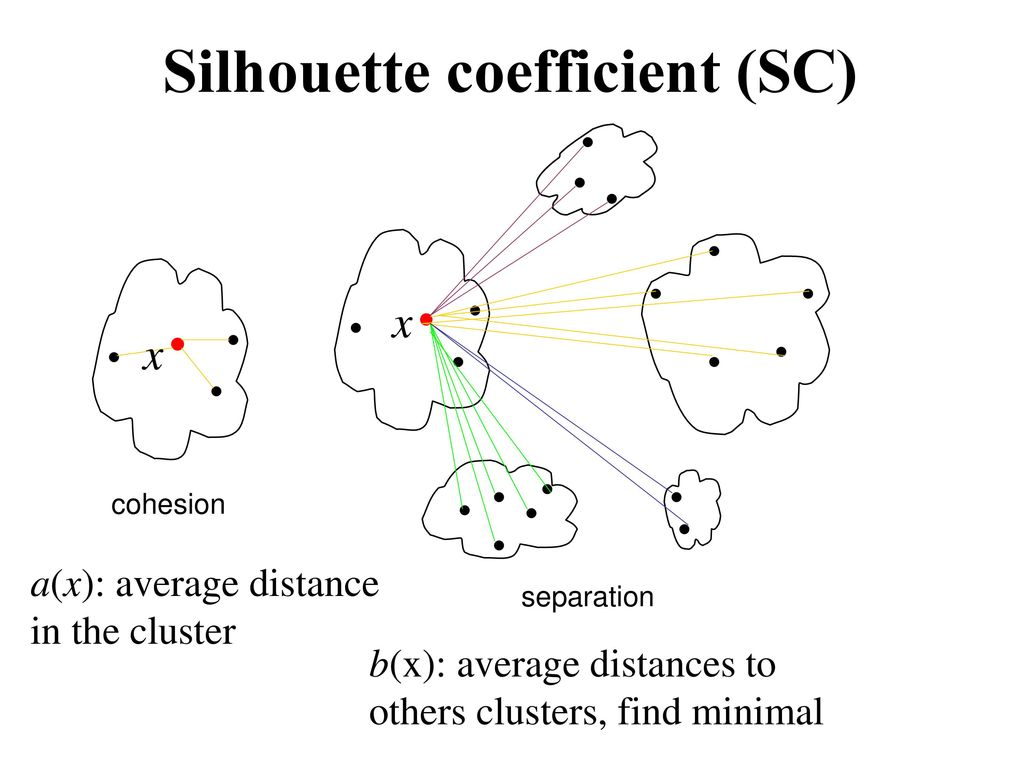 Silhouette coefficient (SC)
x
x
cohesion
a(x): average distance
in the cluster
separation
b(x): average distances to
others clusters, find minimal